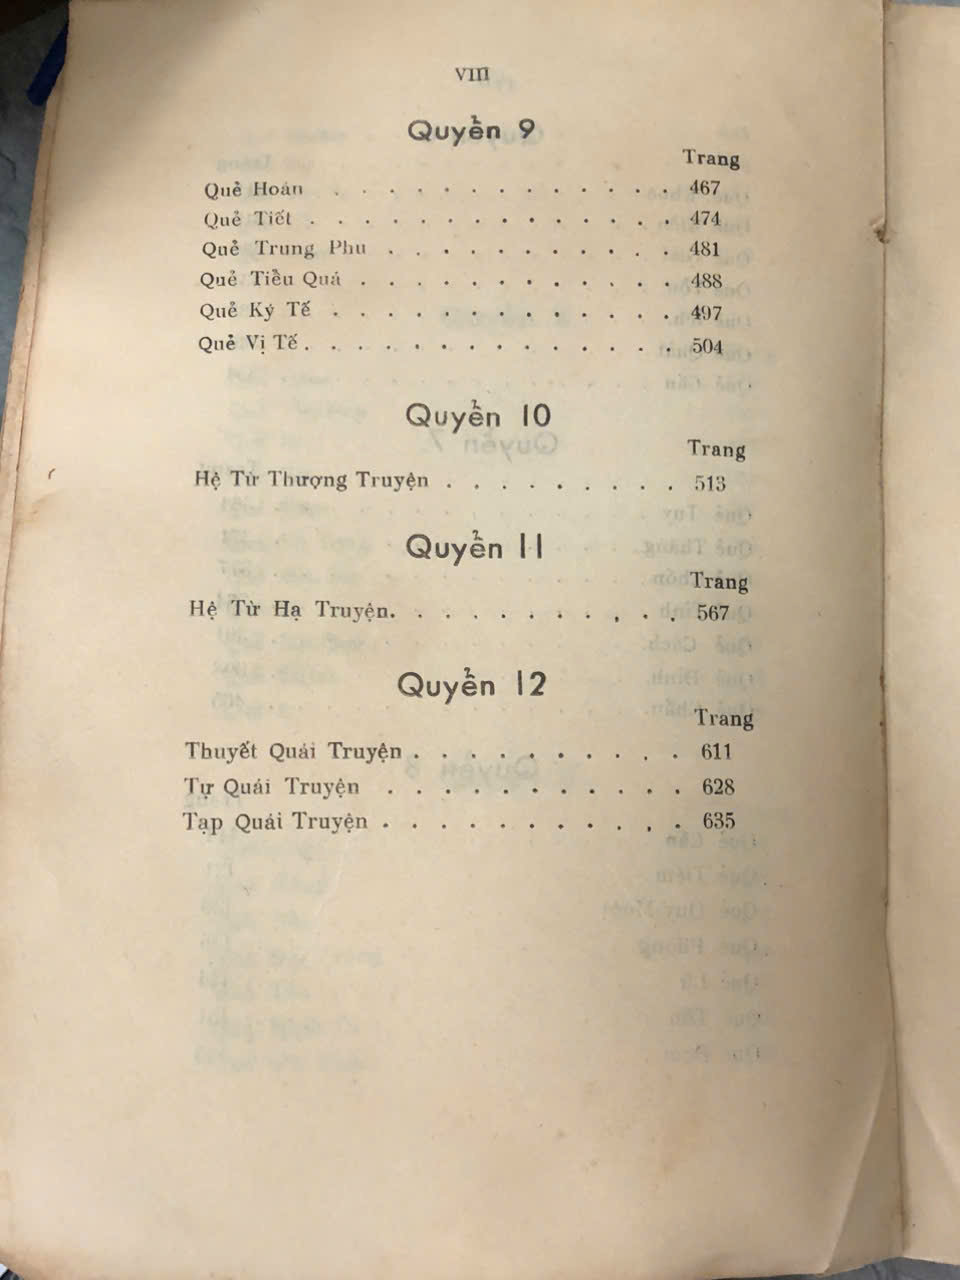 VIII
Quyển 9
Trang
Quẻ Hoán . . . . . . . . . . . . . 467
Quẻ Tiết . . . . . . . . . . . . . . 474
Quẻ Trung Phu . . . . . . . . . . . 481
Quẻ Tiểu Quá . . . . . . . . . . . . 488
Quẻ Ký Tế . . . . . . . . . . . . . 497
Quẻ Vị Tế . . . . . . . . . . . . . . 504
Quyển 10
Trang
Hệ Từ Thượng Truyện . . . . . . . . . 513
Quyển 11
Trang
Hệ Từ Hạ Truyện. . . . . . . . . . . 567
Quyển 12
Trang
Thuyết Quái Truyện . . . . . . . . . . 611
Tự Quái Truyện . . . . . . . . . . . 628
Tạp Quái Truyện . . . . . . . . . . . 635